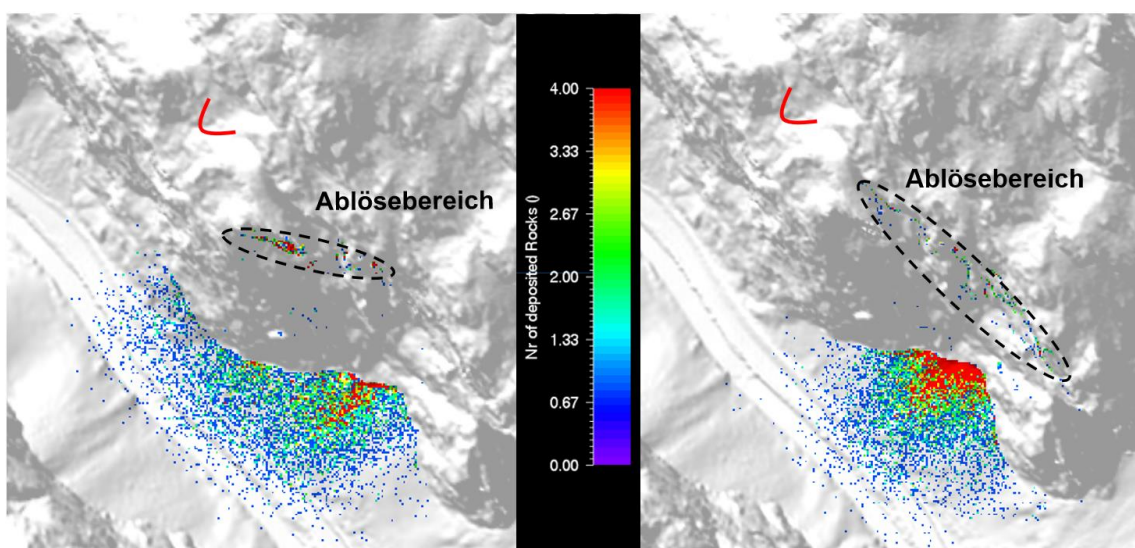 Ablösebereich
Nr of deposited Rocks ()
4.00
3.33
2.67
2.00
1.33
0.67
0.00
Ablösebereich